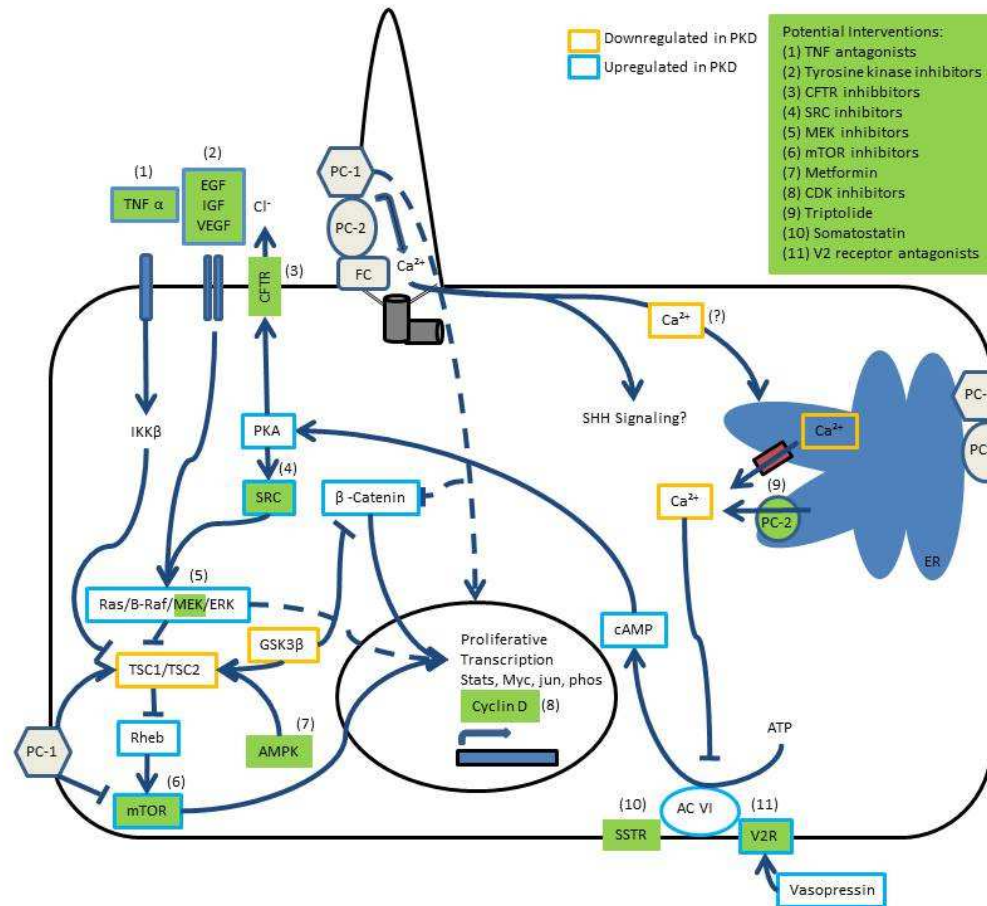 Downregulated in PKD
Upregulated in PKD
Potential Interventions:
(1) TNF antagonists
(2) Tyrosine kinase inhibitors
(3) CFTR inhibbitors
(4) SRC inhibitors
(5) MEK inhibitors
(6) mTOR inhibitors
(7) Metformin
(8) CDK inhibitors
(9) Triptolide
(10) Somatostatin
(11) V2 receptor antagonists
(1)
TNF α
(2)
EGF
IGF
VEGF
Cl⁻
CFTR
(3)
PC-1
PC-2
FC
Ca²⁺
Ca²⁺
(?)
SHH Signaling?
Ca²⁺
PC-
PC
ER
(9)
PC-2
Ca²⁺
IKKβ
PKA
(4)
SRC
β -Catenin
(5)
Ras/B-Raf/MEK/ERK
GSK3β
TSC1/TSC2
Rheb
(7)
AMPK
PC-1
(6)
mTOR
Proliferative
Transcription
Stats, Myc, jun, phos
Cyclin D
(8)
cAMP
ATP
AC VI
(10)
SSTR
(11)
V2R
Vasopressin